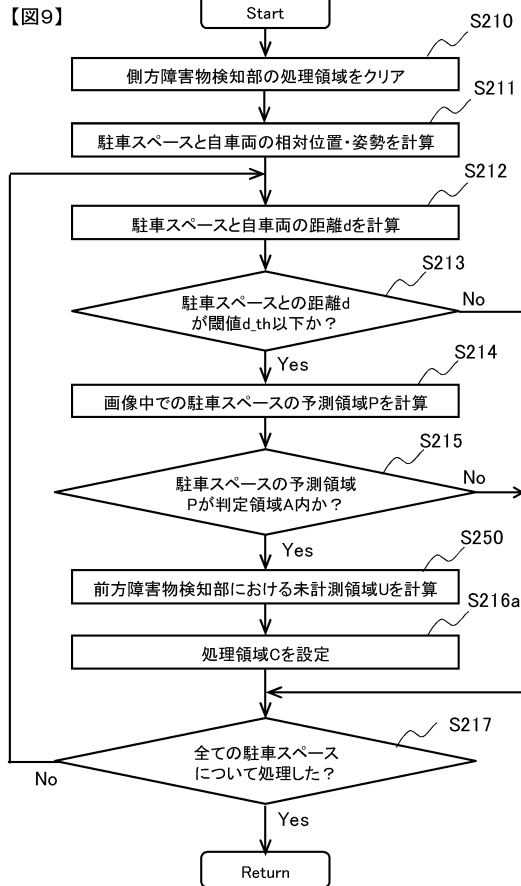 【図9】
Start
S210
側方障害物検知部の処理領域をクリア
S211
駐車スペースと自車両の相対位置・姿勢を計算
S212
駐車スペースと自車両の距離dを計算
S213
駐車スペースとの距離d
が閾値d_th以下か？
No
Yes
S214
画像中での駐車スペースの予測領域Pを計算
S215
駐車スペースの予測領域
Pが判定領域A内か？
No
Yes
S250
前方障害物検知部における未計測領域Uを計算
S216a
処理領域Cを設定
S217
全ての駐車スペース
について処理した？
No
Yes
Return